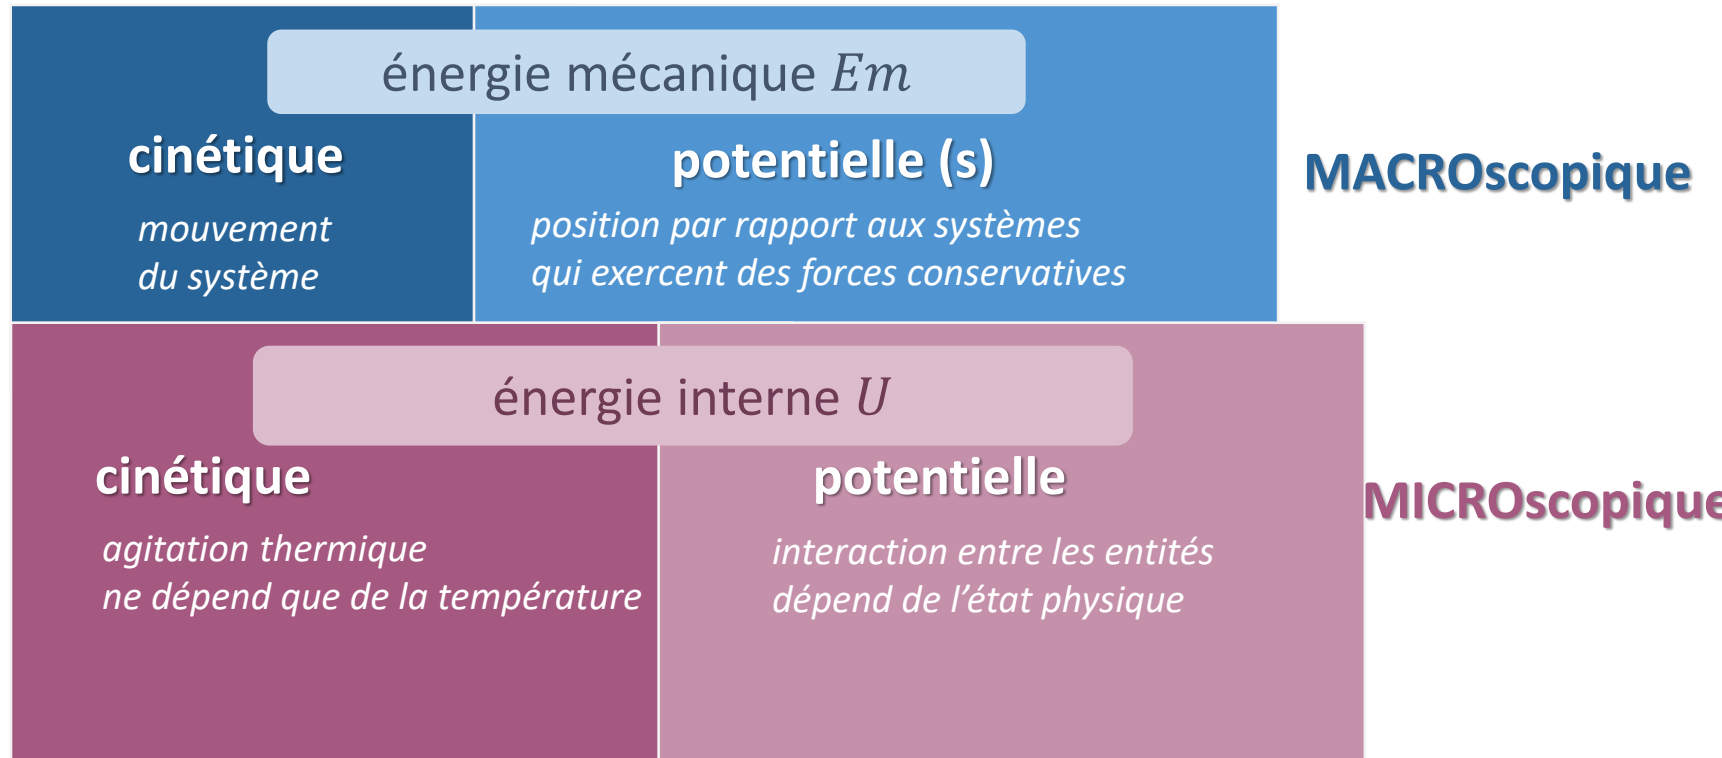 énergie mécanique Em
cinétique
potentielle (s)
MACROscopique
mouvement
du système
position par rapport aux systèmes
qui exercent des forces conservatives
énergie interne U
cinétique
potentielle
MICROscopique
agitation thermique
ne dépend que de la température
interaction entre les entités
dépend de l’état physique